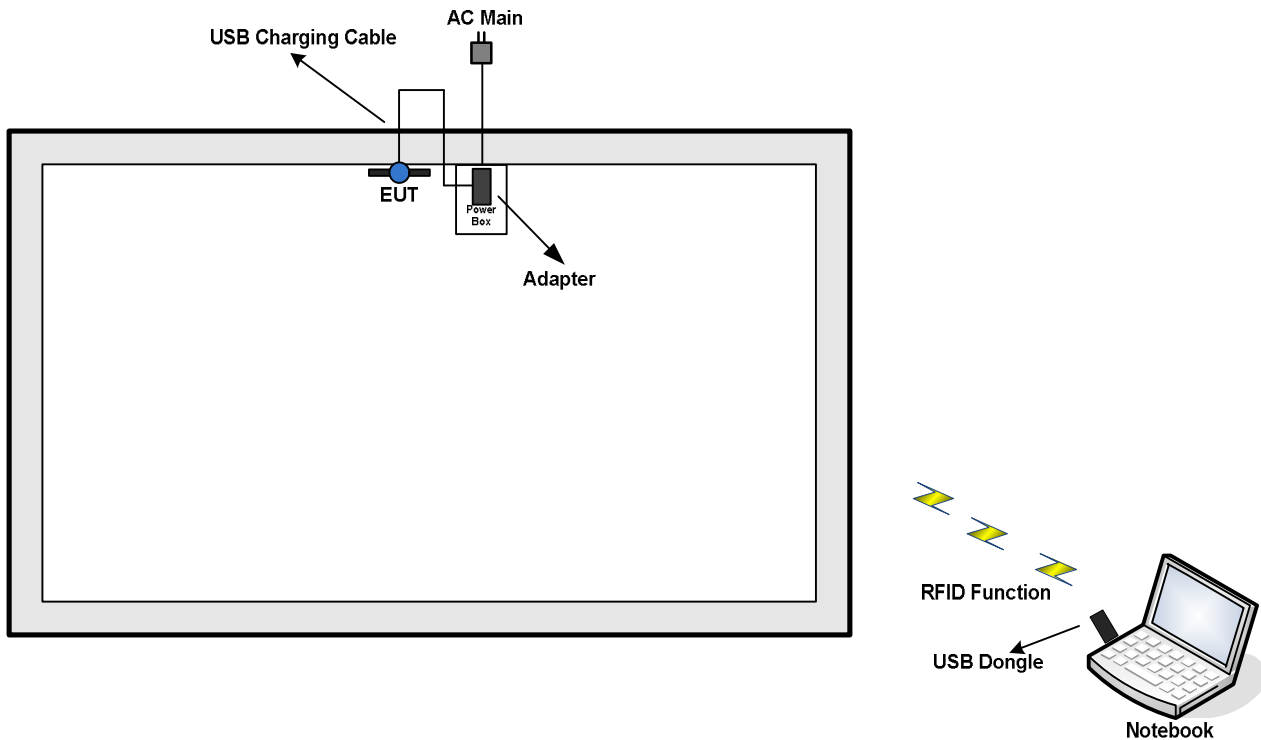 AC Main
USB Charging Cable
EUT
Power
Box
Adapter
RFID Function
USB Dongle
Notebook